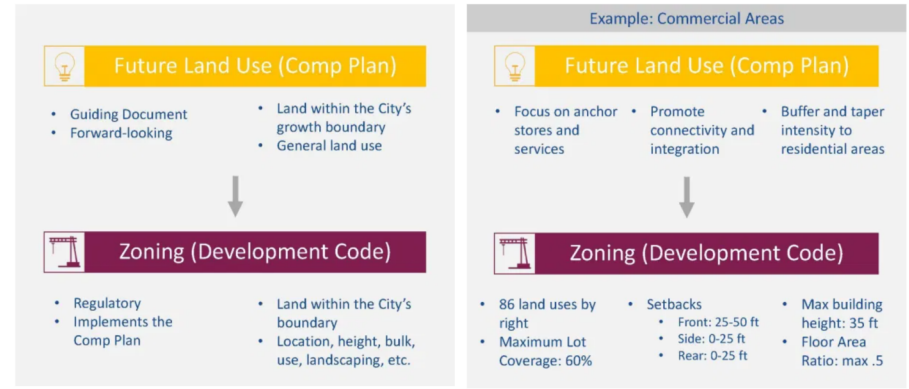 Future Land Use (Comp Plan)
• Guiding Document
• Forward-looking
• Land within the City's
growth boundary
• General land use
Zoning (Development Code)
• Regulatory
• Implements the
Comp Plan
• Land within the City's
boundary
• Location, height, bulk,
use, landscaping, etc.
Example: Commercial Areas
Future Land Use (Comp Plan)
• Focus on anchor
stores and
services
• Promote
connectivity and
integration
• Buffer and taper
intensity to
residential areas
Zoning (Development Code)
• 86 land uses by
right
• Maximum Lot
Coverage: 60%
• Setbacks
• Front: 25-50 ft
• Side: 0-25 ft
• Rear: 0-25 ft
• Max building
height: 35 ft
• Floor Area
Ratio: max .5